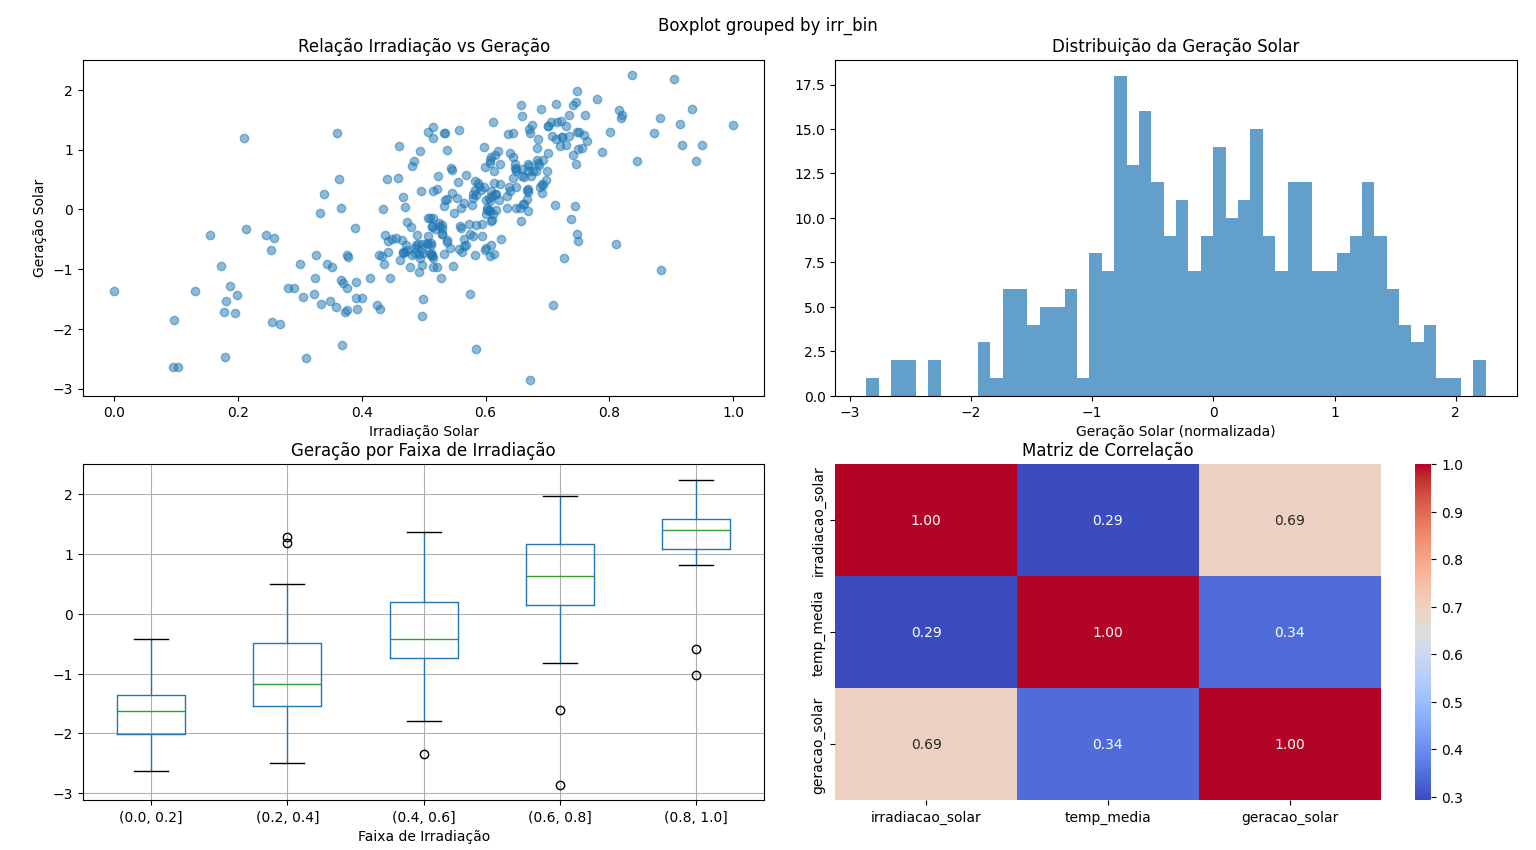 Boxplot grouped by irr_bin
Relação Irradiação vs Geração
Geração Solar
2
1
0
−1
−2
−3
0.0 0.2 0.4 0.6 0.8 1.0
Irradiação Solar
Distribuição da Geração Solar
17.5
15.0
12.5
10.0
7.5
5.0
2.5
0.0
−3 −2 −1 0 1 2
Geração Solar (normalizada)
Geração por Faixa de Irradiação
2
1
0
−1
−2
−3
(0.0, 0.2] (0.2, 0.4] (0.4, 0.6] (0.6, 0.8] (0.8, 1.0]
Faixa de Irradiação
Matriz de Correlação
irradiacao_solar
temp_media
geracao_solar
1.00 0.29 0.69
0.29 1.00 0.34
0.69 0.34 1.00
irradiacao_solar temp_media geracao_solar
1.0
0.9
0.8
0.7
0.6
0.5
0.4
0.3